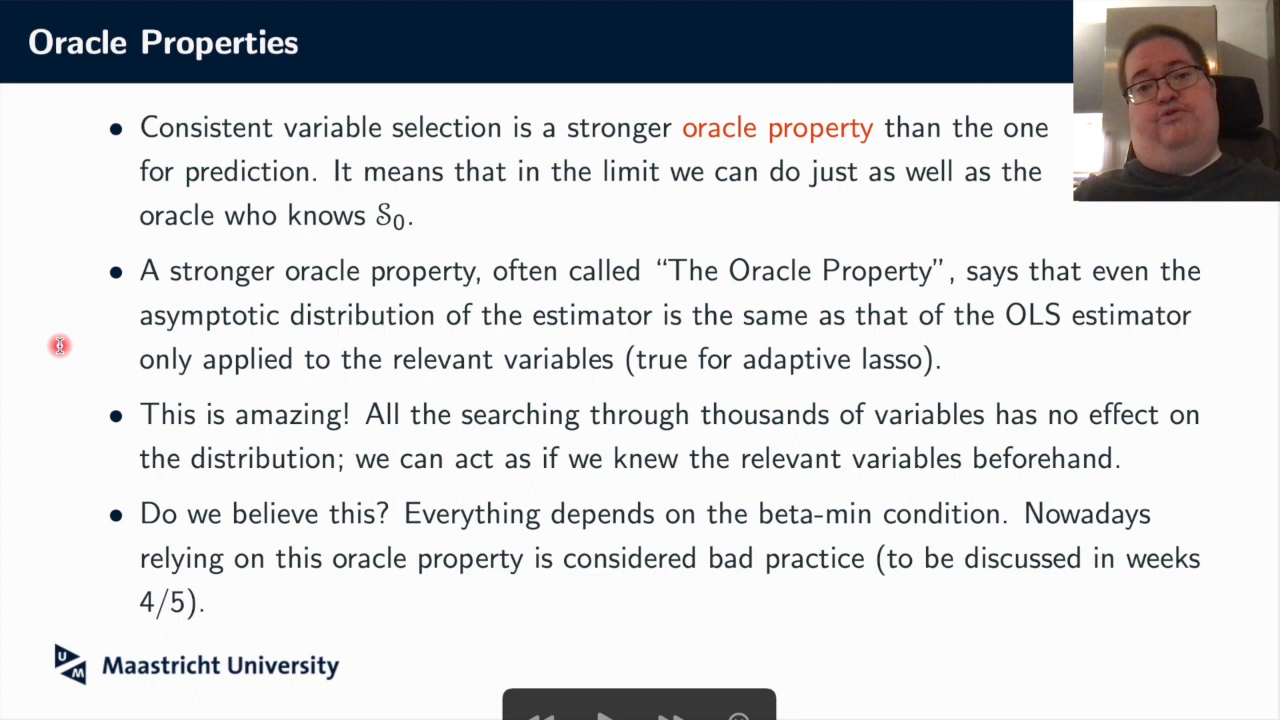 Oracle Properties
• Consistent variable selection is a stronger oracle property than the one
for prediction. It means that in the limit we can do just as well as the
oracle who knows 𝒮₀.
• A stronger oracle property, often called “The Oracle Property”, says that even the
asymptotic distribution of the estimator is the same as that of the OLS estimator
only applied to the relevant variables (true for adaptive lasso).
• This is amazing! All the searching through thousands of variables has no effect on
the distribution; we can act as if we knew the relevant variables beforehand.
• Do we believe this? Everything depends on the beta-min condition. Nowadays
relying on this oracle property is considered bad practice (to be discussed in weeks
4/5).
UM Maastricht University